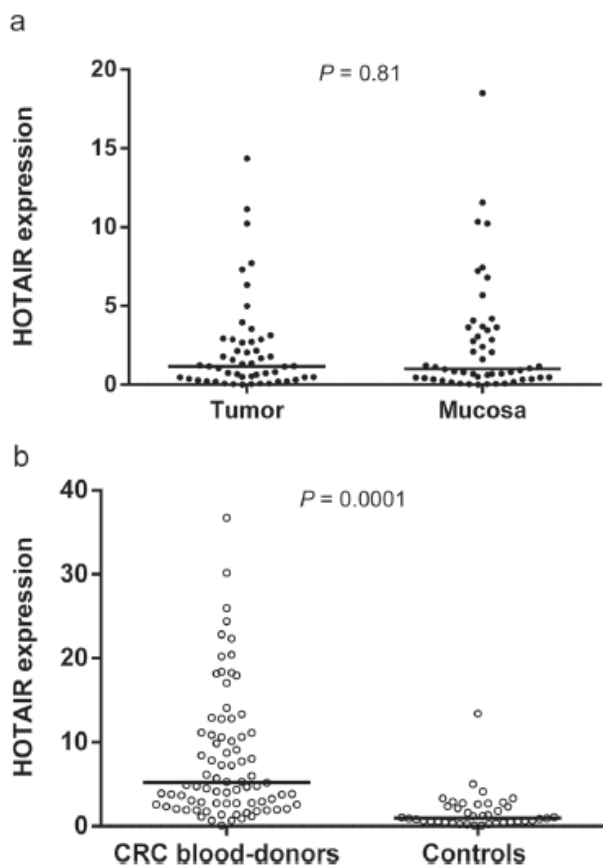 a
P = 0.81
20
15
10
5
0
HOTAIR expression
Tumor
Mucosa
b
P = 0.0001
40
30
20
10
0
HOTAIR expression
CRC blood-donors
Controls